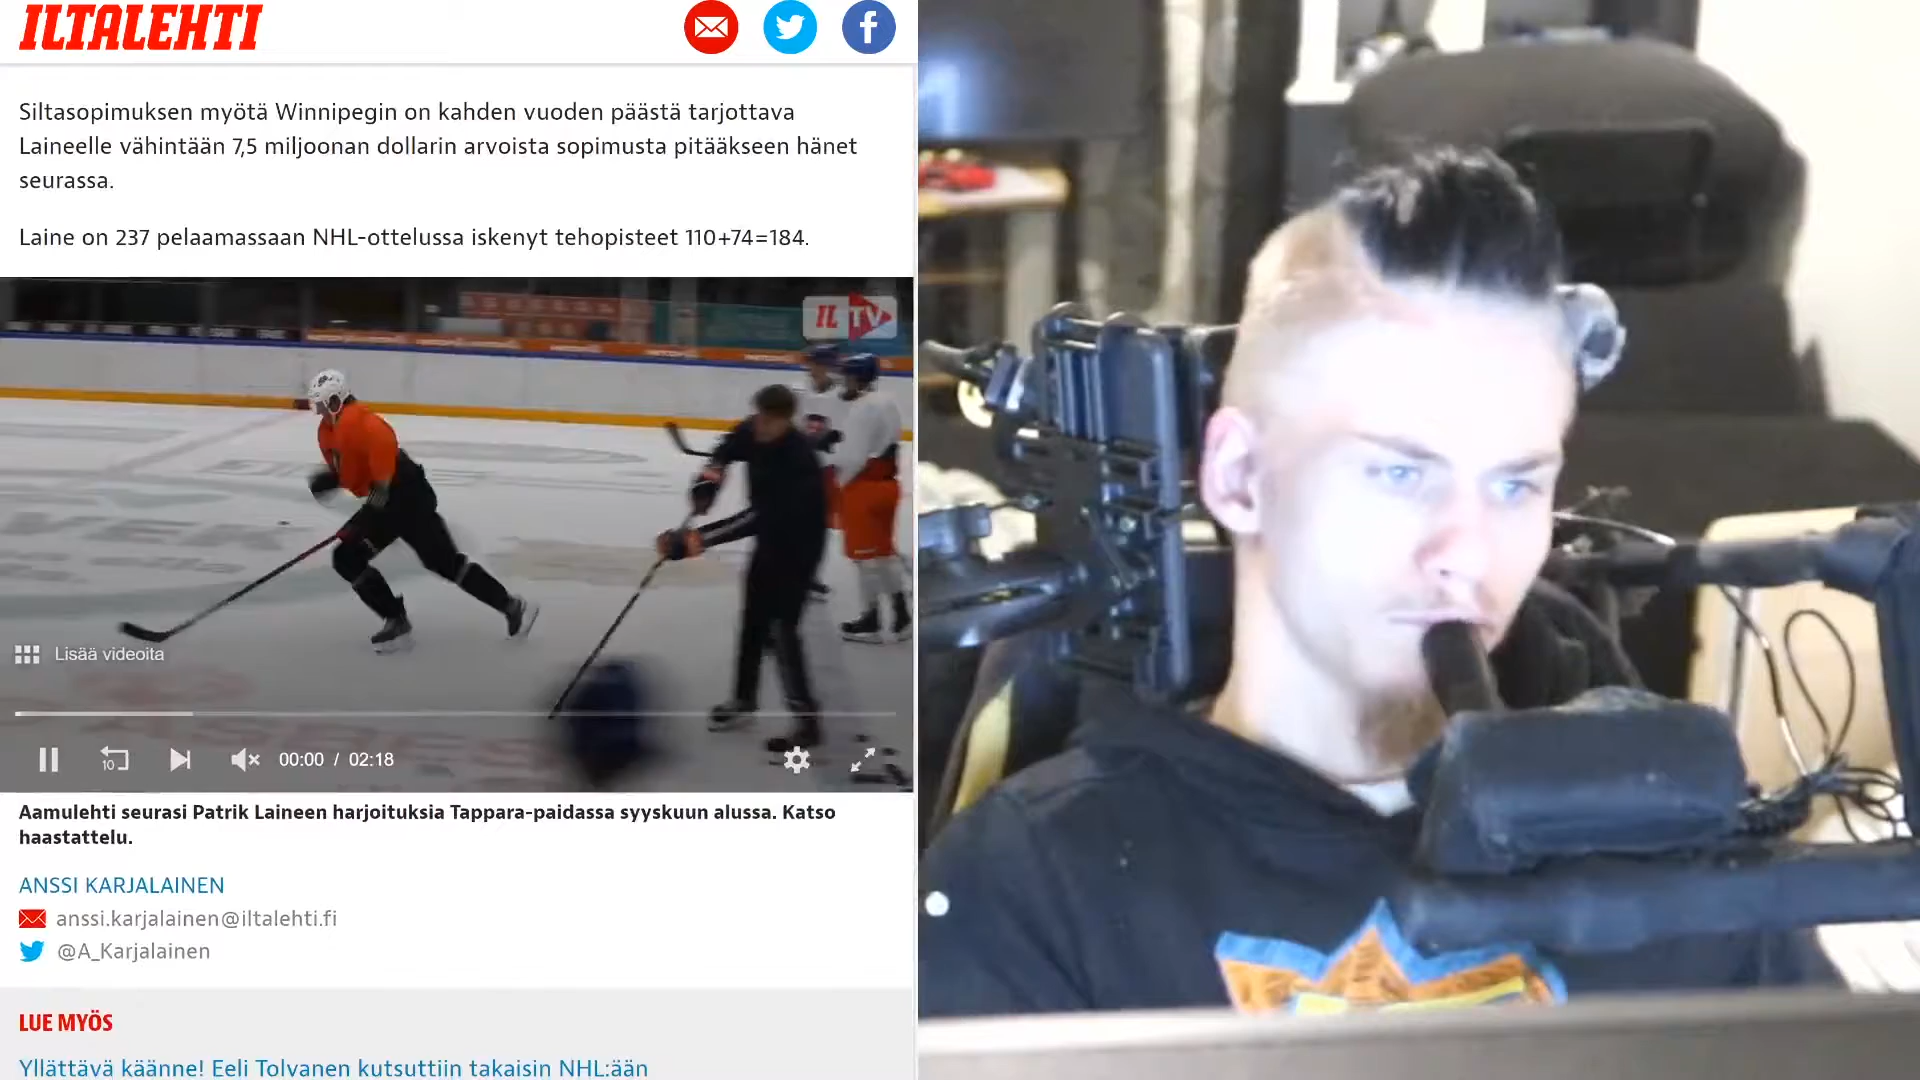 ILTALEHTI
Siltasopimuksen myötä Winnipegin on kahden vuoden päästä tarjottava
Laineelle vähintään 7,5 miljoonan dollarin arvoista sopimusta pitääkseen hänet
seurassa.
Laine on 237 pelaamassaan NHL-ottelussa iskenyt tehopisteet 110+74=184.
IL TV
Lisää videoita
10
00:00 / 02:18
Aamulehti seurasi Patrik Laineen harjoituksia Tappara-paidassa syyskuun alussa. Katso
haastattelu.
ANSSI KARJALAINEN
anssi.karjalainen@iltalehti.fi
@A_Karjalainen
LUE MYÖS
Yllättävä käänne! Eeli Tolvanen kutsuttiin takaisin NHL:ään